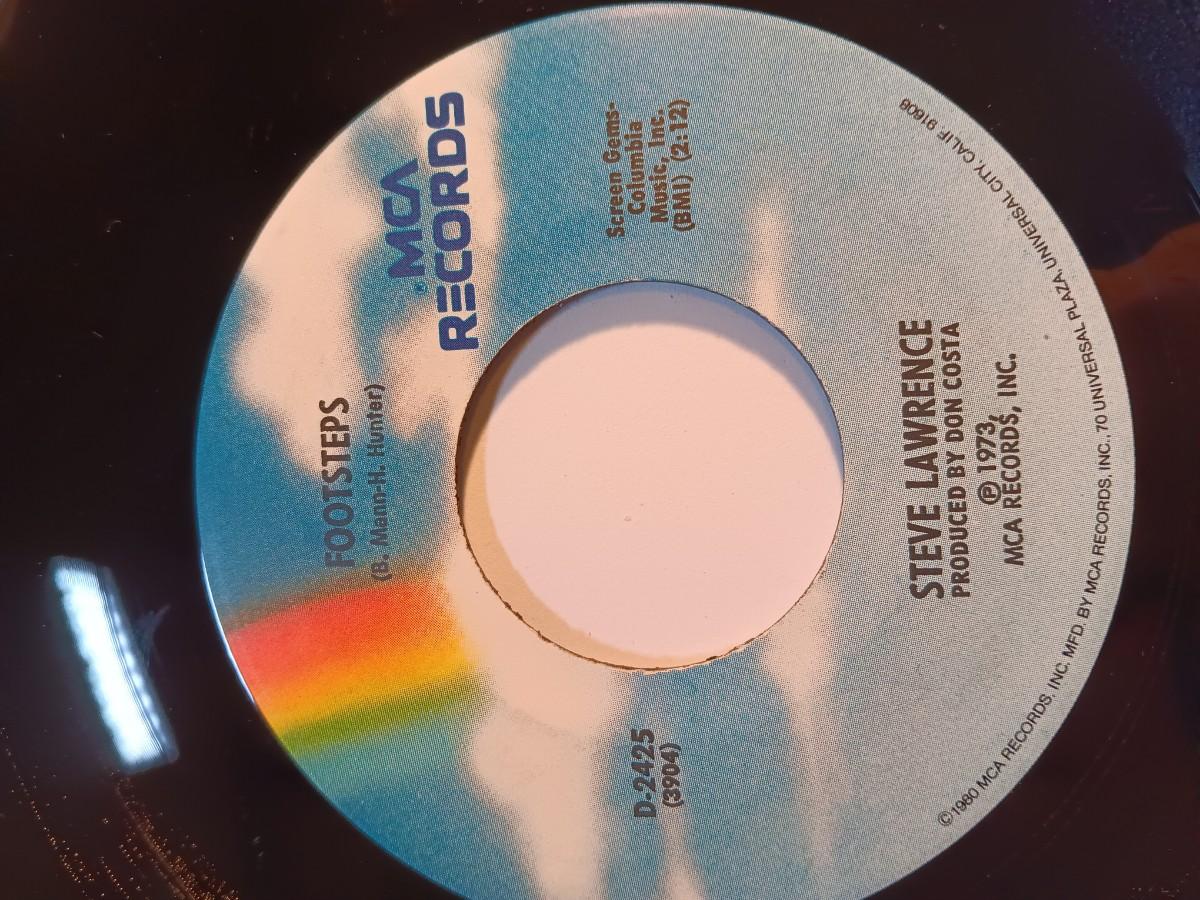 MCA
RECORDS®
FOOTSTEPS
(B. Mann-H. Hunter)
Screen Gems-
Columbia
Music, Inc.
(BMI) (2:12)
D-2425
(3904)
STEVE LAWRENCE
PRODUCED BY DON COSTA
Ⓟ 1973,
MCA RECORDS, INC.
©1980 MCA RECORDS, INC. MFD BY MCA RECORDS, INC., 70 UNIVERSAL PLAZA, UNIVERSAL CITY, CALIF 91608